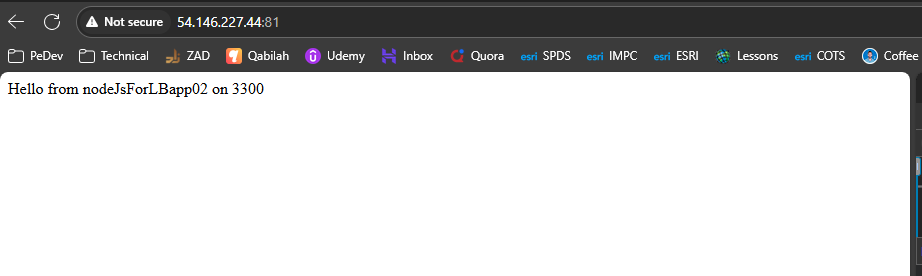 Not secure 54.146.227.44:81
PeDev Technical ZAD Qabilah Udemy Inbox Quora esri SPDS esri IMPC esri ESRI Lessons esri COTS Coffee
Hello from nodeJsForLBapp02 on 3300